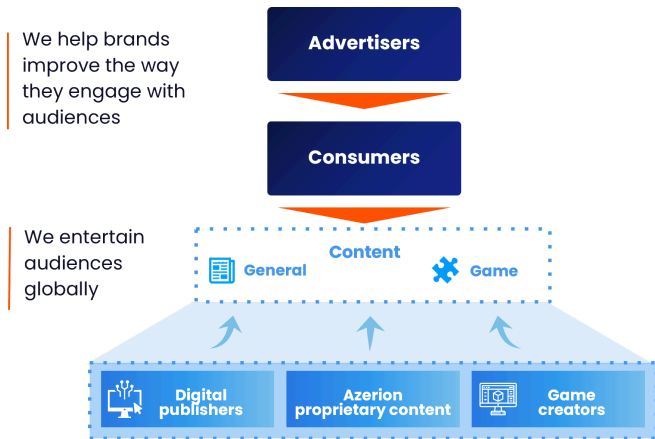 We help brands
improve the way
they engage with
audiences
Advertisers
Consumers
We entertain
audiences
globally
Content
General
Game
Digital
publishers
Azerion
proprietary content
Game
creators